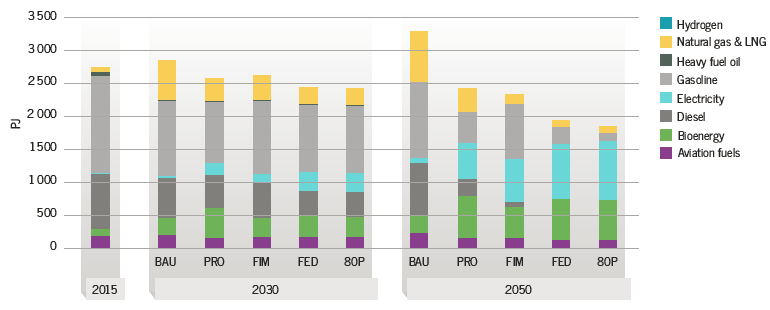 3 500
3 000
2 500
2 000
1 500
1 000
500
0
PJ
BAU PRO FIM FED 80P BAU PRO FIM FED 80P
2015 2030 2050
Hydrogen
Natural gas & LNG
Heavy fuel oil
Gasoline
Electricity
Diesel
Bioenergy
Aviation fuels